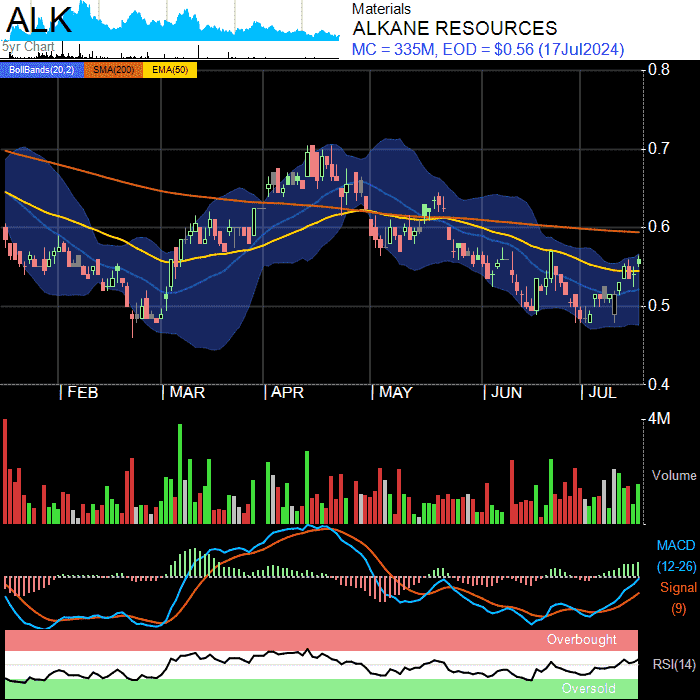 ALK
5yr Chart
Materials
ALKANE RESOURCES
MC = 335M, EOD = $0.56 (17Jul2024)
BollBands(20,2) SMA(200) EMA(50)
0.8
0.7
0.6
0.5
0.4
FEB MAR APR MAY JUN JUL
4M
Volume
MACD
(12-26)
Signal
(9)
Overbought
RSI(14)
Oversold